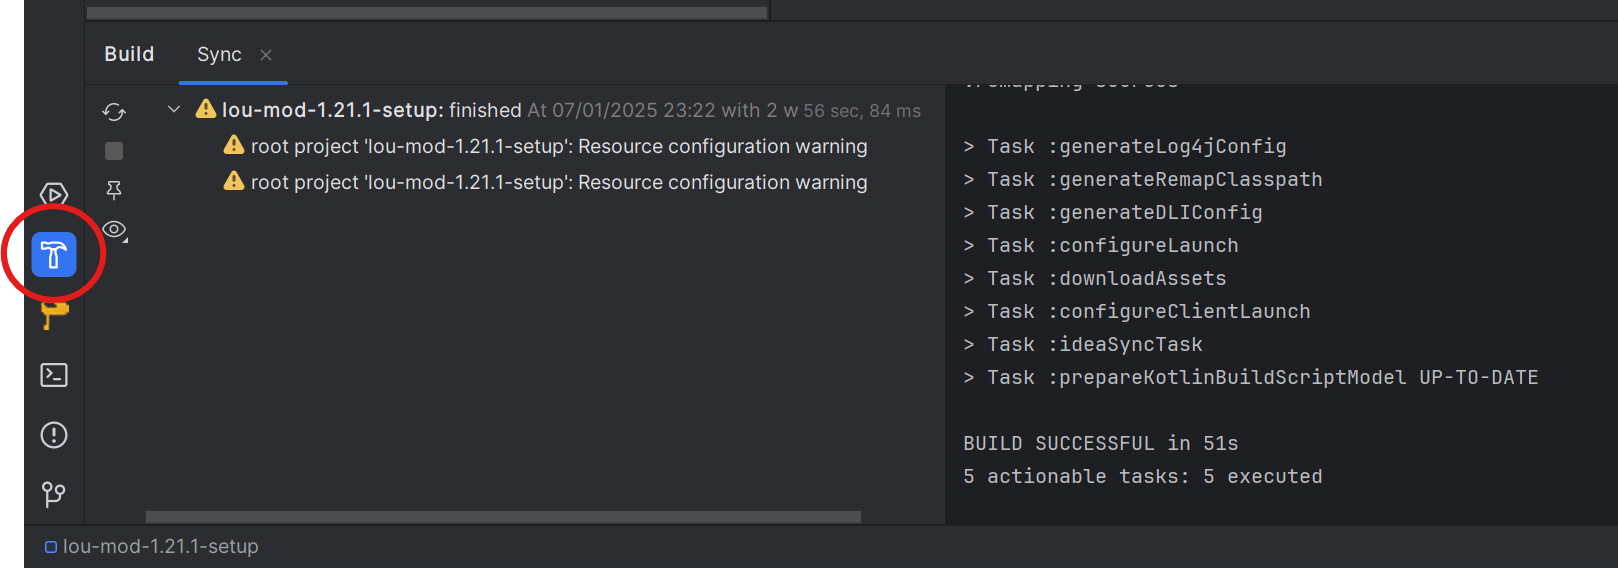 Build Sync
lou-mod-1.21.1-setup: finished At 07/01/2025 23:22 with 2 w 56 sec, 84 ms
root project 'lou-mod-1.21.1-setup': Resource configuration warning
root project 'lou-mod-1.21.1-setup': Resource configuration warning
> Task :generateLog4jConfig
> Task :generateRemapClasspath
> Task :generateDLIConfig
> Task :configureLaunch
> Task :downloadAssets
> Task :configureClientLaunch
> Task :ideaSyncTask
> Task :prepareKotlinBuildScriptModel UP-TO-DATE
BUILD SUCCESSFUL in 51s
5 actionable tasks: 5 executed
lou-mod-1.21.1-setup